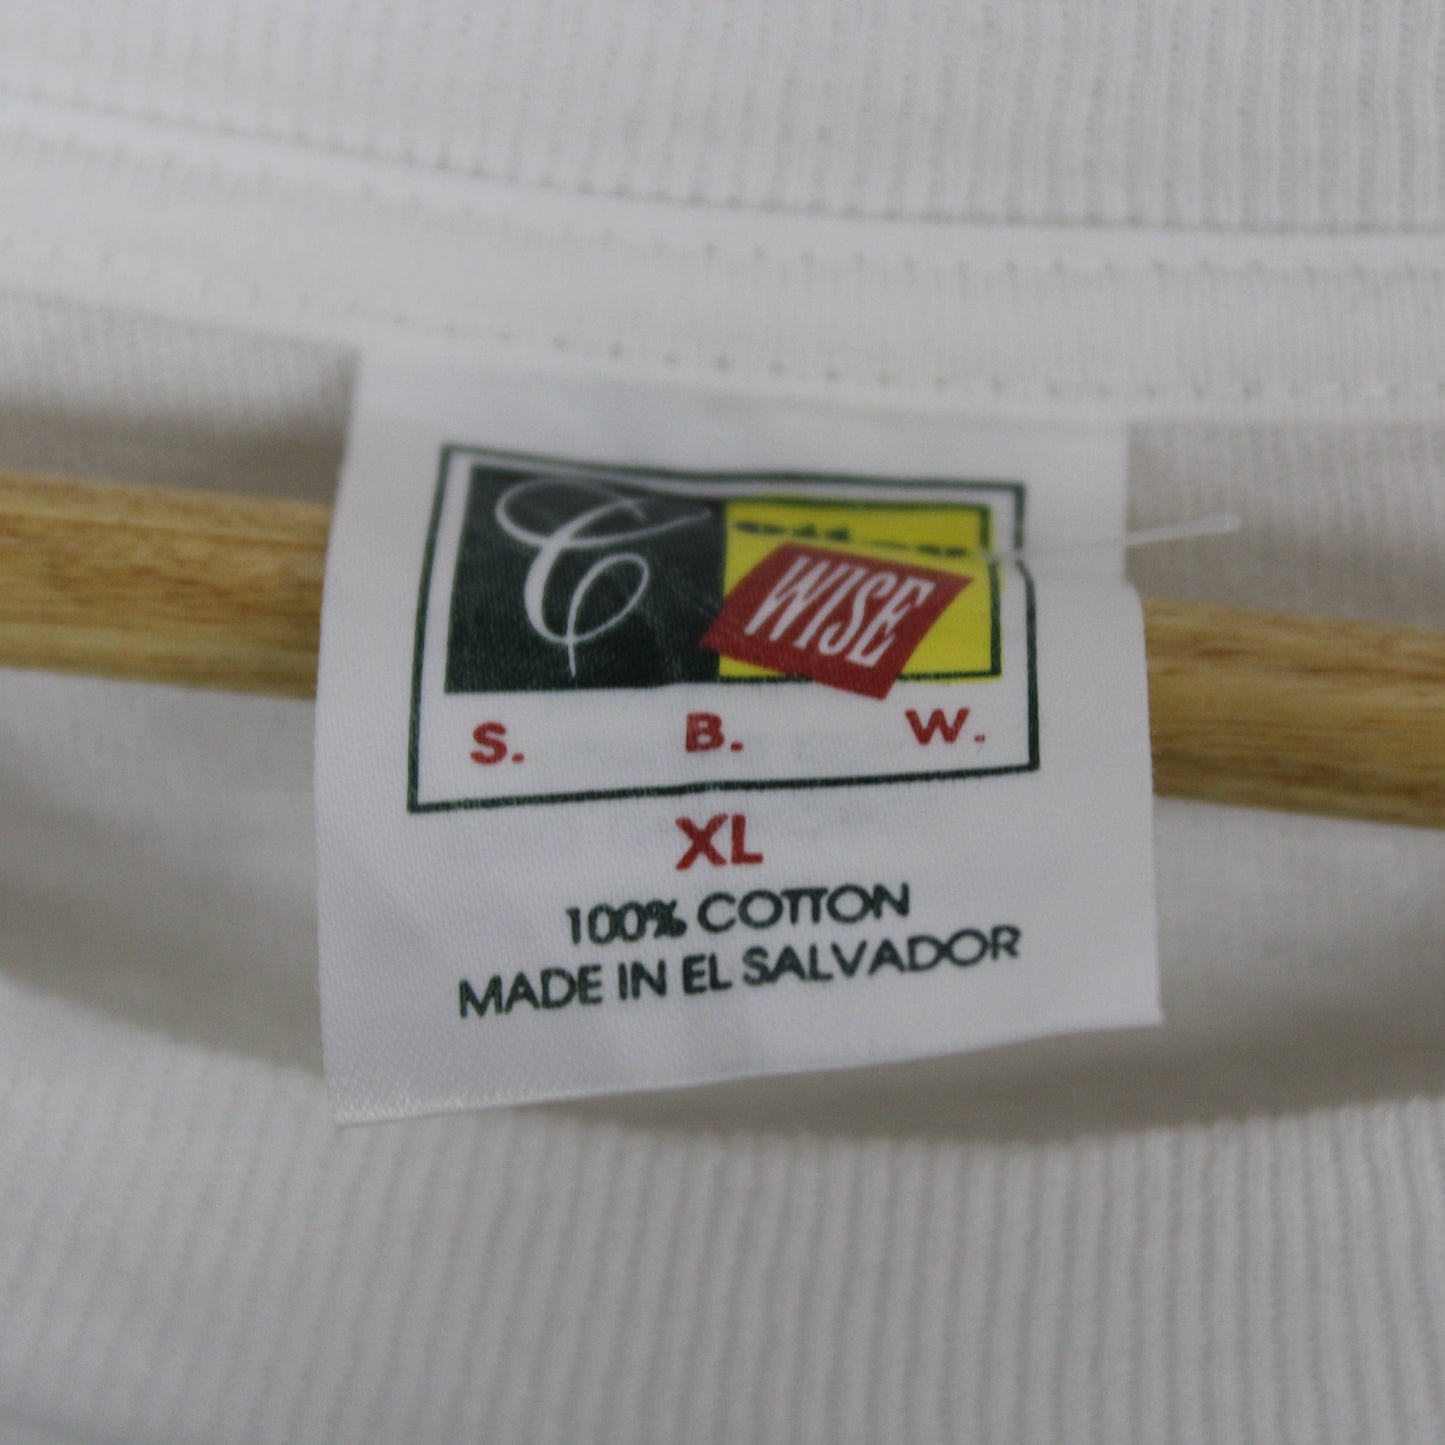 C
WISE
S. B. W.
XL
100% COTTON
MADE IN EL SALVADOR